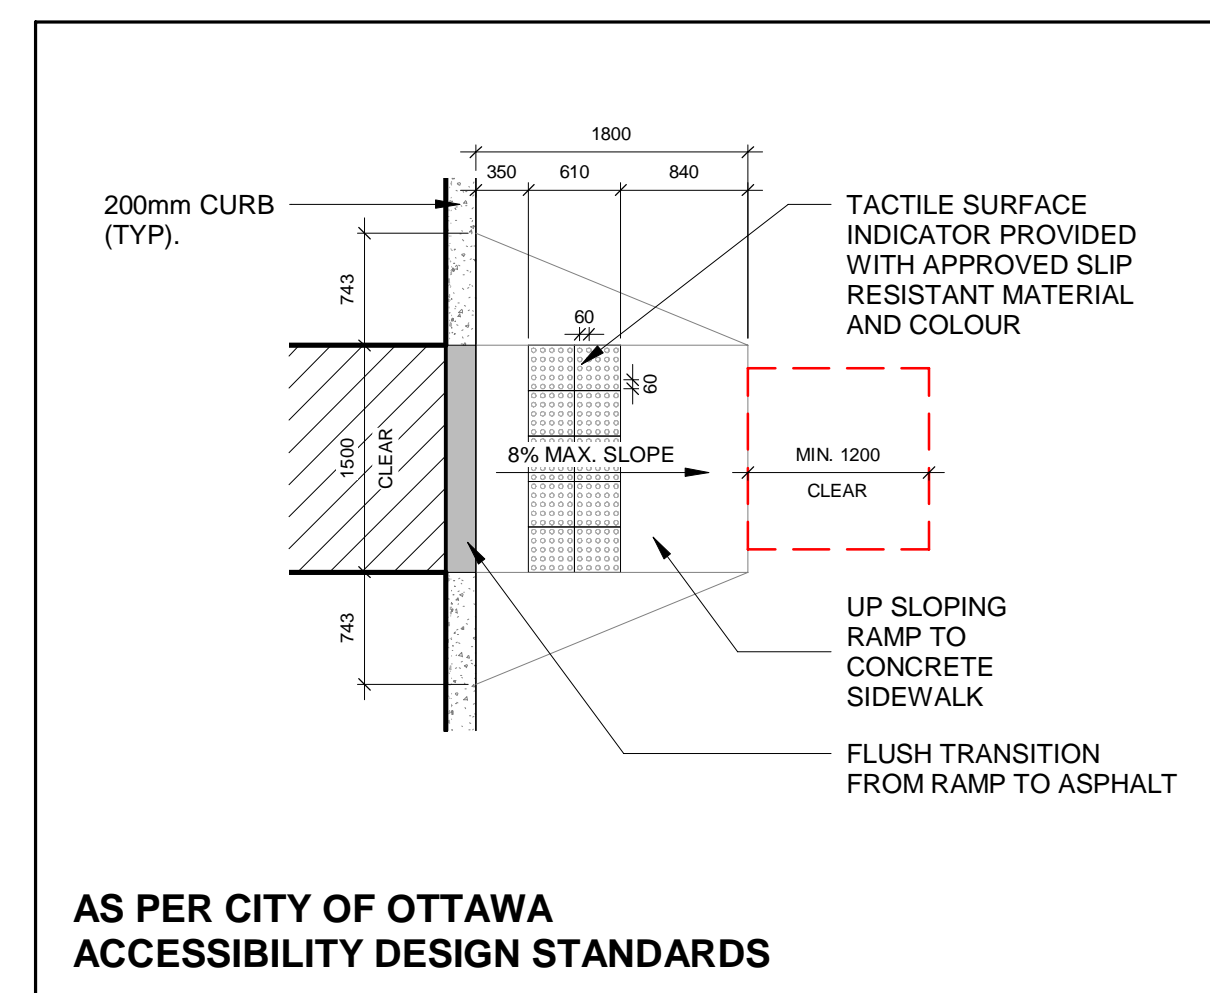 1800
350 610 840
200mm CURB
(TYP).
TACTILE SURFACE
INDICATOR PROVIDED
WITH APPROVED SLIP
RESISTANT MATERIAL
AND COLOUR
743
60
60
1500
CLEAR
8% MAX. SLOPE
MIN. 1200
CLEAR
743
UP SLOPING
RAMP TO
CONCRETE
SIDEWALK
FLUSH TRANSITION
FROM RAMP TO ASPHALT
AS PER CITY OF OTTAWA
ACCESSIBILITY DESIGN STANDARDS